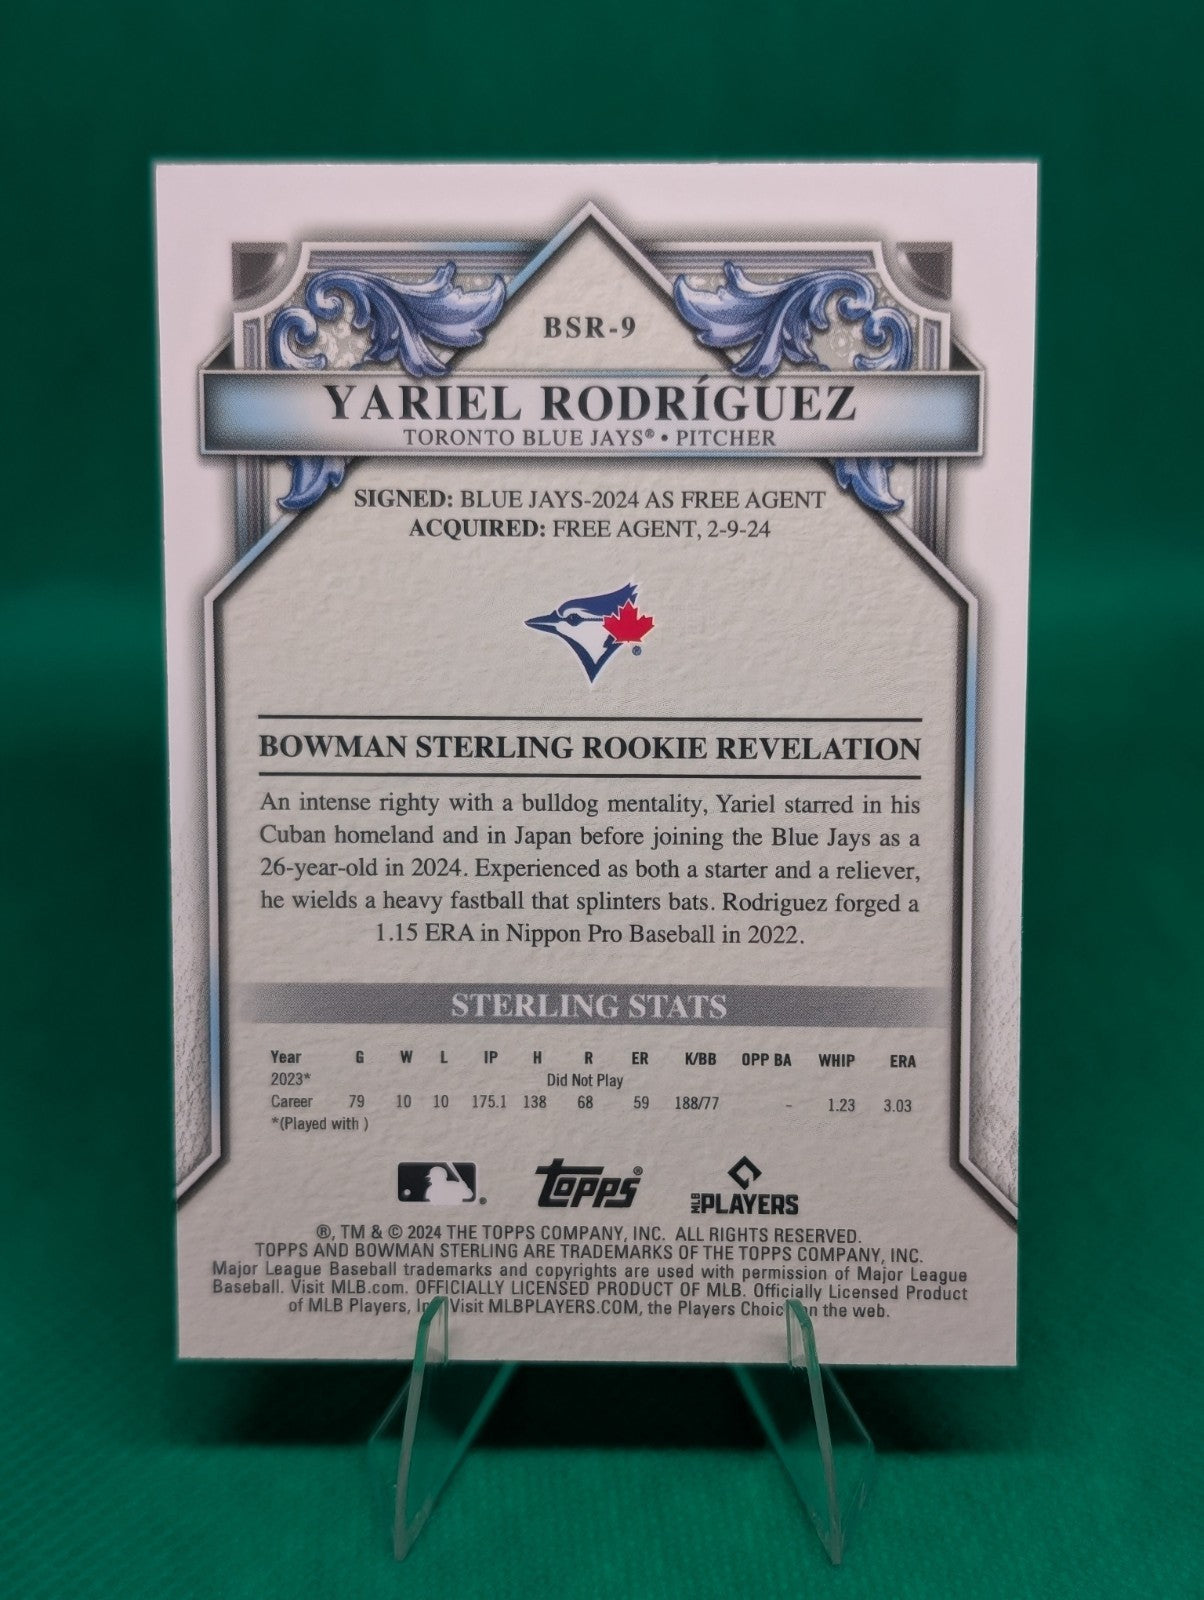 BSR-9
YARIEL RODRÍGUEZ
TORONTO BLUE JAYS® • PITCHER
SIGNED: BLUE JAYS-2024 AS FREE AGENT
ACQUIRED: FREE AGENT, 2-9-24
®
BOWMAN STERLING ROOKIE REVELATION
An intense righty with a bulldog mentality, Yariel starred in his
Cuban homeland and in Japan before joining the Blue Jays as a
26-year-old in 2024. Experienced as both a starter and a reliever,
he wields a heavy fastball that splinters bats. Rodriguez forged a
1.15 ERA in Nippon Pro Baseball in 2022.
STERLING STATS
Year G W L IP H R ER K/BB OPP BA WHIP ERA
2023* Did Not Play
Career 79 10 10 175.1 138 68 59 188/77 - 1.23 3.03
*(Played with )
® Topps® MLB PLAYERS
®, TM & © 2024 THE TOPPS COMPANY, INC. ALL RIGHTS RESERVED.
TOPPS AND BOWMAN STERLING ARE TRADEMARKS OF THE TOPPS COMPANY, INC.
Major League Baseball trademarks and copyrights are used with permission of Major League
Baseball. Visit MLB.com. OFFICIALLY LICENSED PRODUCT OF MLB. Officially Licensed Product
of MLB Players, Visit MLBPLAYERS.COM, the Players on the web.